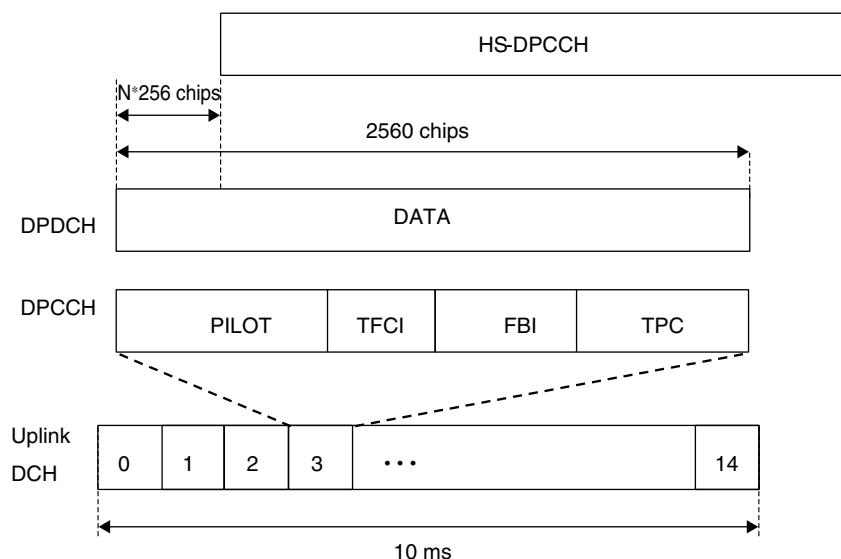 HS-DPCCH
N*256 chips
2560 chips
DPDCH
DATA
DPCCH
PILOT TFCI FBI TPC
Uplink
DCH
0 1 2 3 ••• 14
10 ms